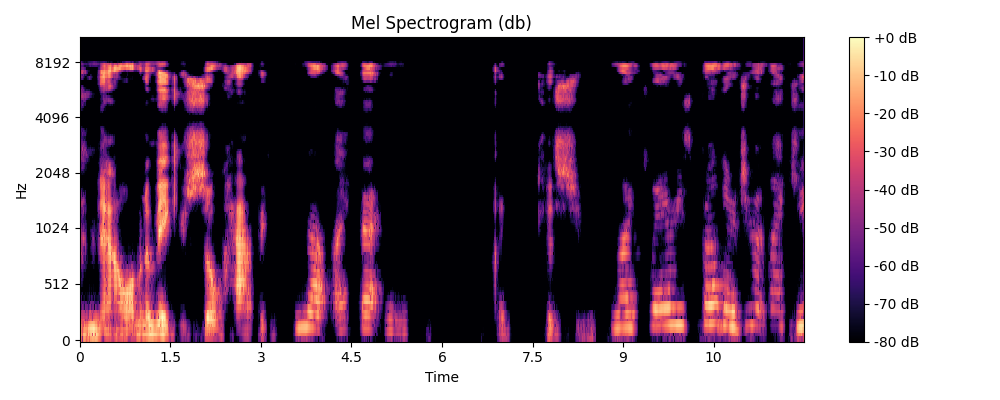 Mel Spectrogram (db)
Hz
8192
4096
2048
1024
512
0
0 1.5 3 4.5 6 7.5 9 10
Time
+0 dB
-10 dB
-20 dB
-30 dB
-40 dB
-50 dB
-60 dB
-70 dB
-80 dB